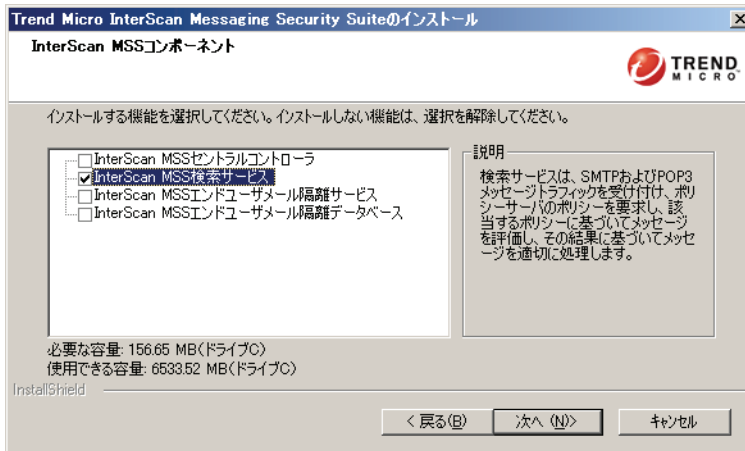 Trend Micro InterScan Messaging Security Suiteのインストール
InterScan MSSコンポーネント
TREND
MICRO
インストールする機能を選択してください。インストールしない機能は、選択を解除してください。
InterScan MSSセントラルコントローラ
InterScan MSS検索サービス
InterScan MSSエンドユーザメール隔離サービス
InterScan MSSエンドユーザメール隔離データベース
説明
検索サービスは、SMTPおよびPOP3
メッセージトラフィックを受け付け、ポリ
シーサーバのポリシーを要求し、該
当するポリシーに基づいてメッセージ
を評価し、その結果に基づいてメッセ
ージを適切に処理します。
必要な容量: 156.65 MB(ドライブC)
使用できる容量: 6533.52 MB(ドライブC)
InstallShield
< 戻る(B)
次へ (N)>
キャンセル